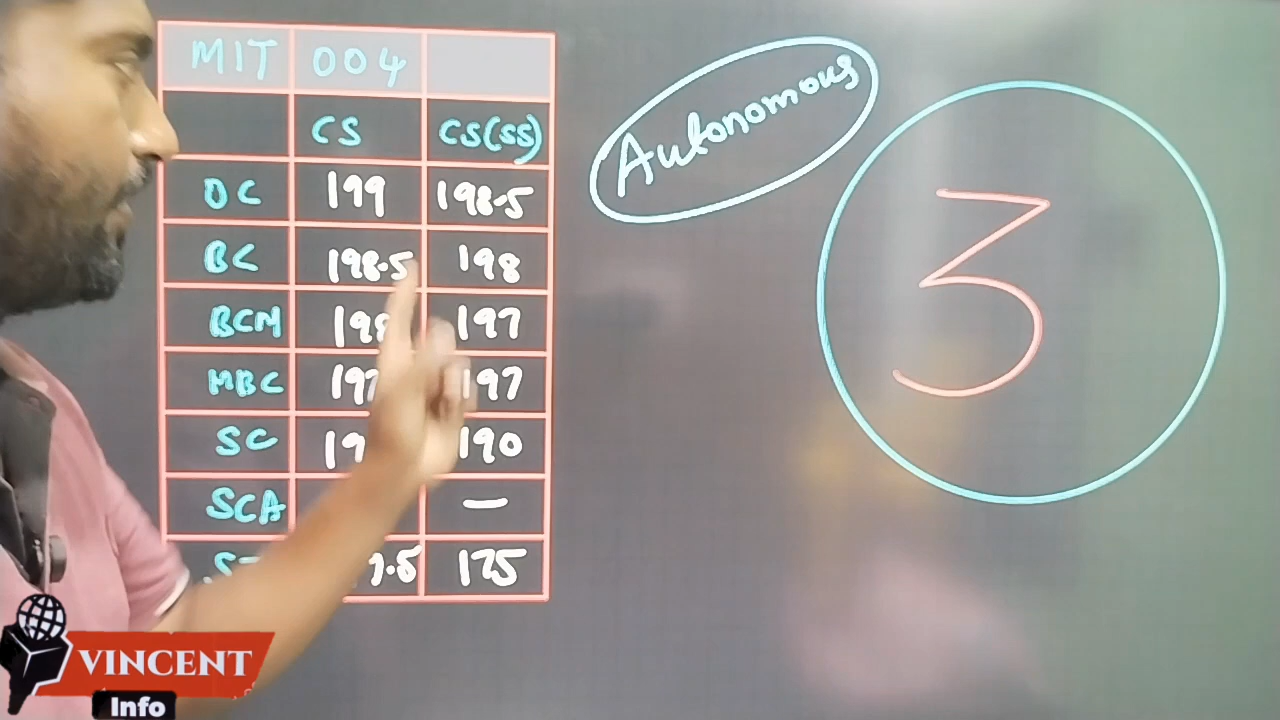 MIT 004
CS CS(SS)
OC 199 198.5
BC 198.5 198
BCM 197
MBC 197
SC 190
SCA —
175
Autonomous
3
VINCENT
Info